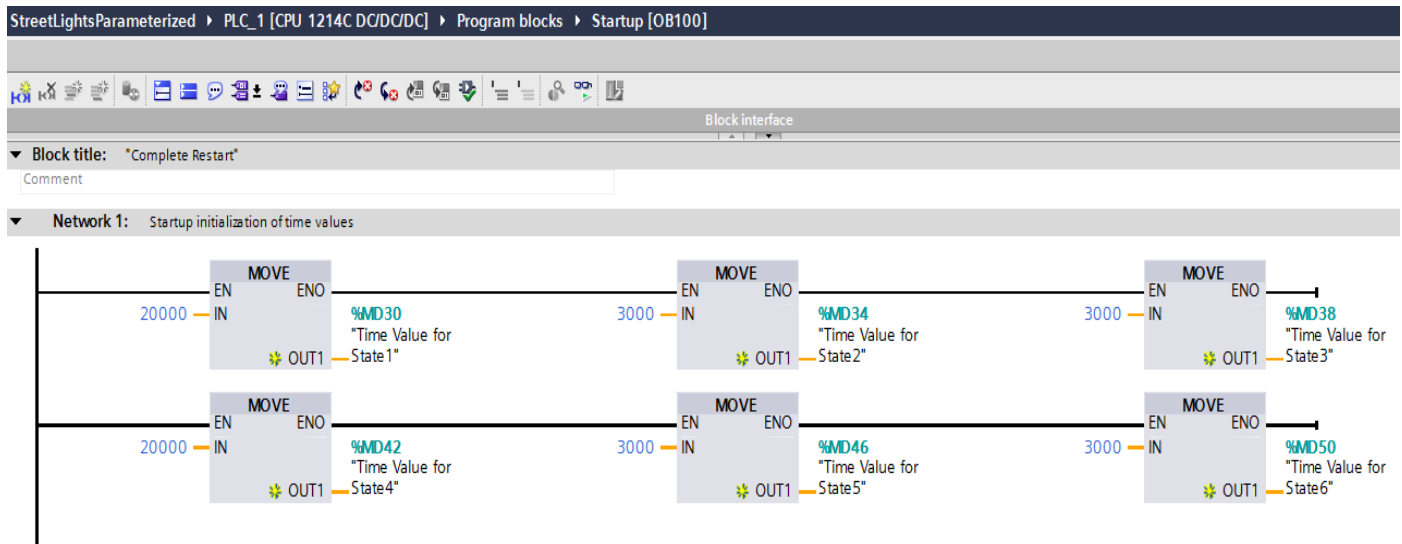 StreetLightsParameterized ▸ PLC_1 [CPU 1214C DC/DC/DC] ▸ Program blocks ▸ Startup [OB100]
Block interface
Block title: "Complete Restart"
Comment
Network 1: Startup initialization of time values
MOVE MOVE MOVE
EN ENO EN ENO EN ENO
20000 IN %MD30 3000 IN %MD34 3000 IN %MD38
"Time Value for "Time Value for "Time Value for
OUT1 State1" OUT1 State2" OUT1 State3"
MOVE MOVE MOVE
EN ENO EN ENO EN ENO
20000 IN %MD42 3000 IN %MD46 3000 IN %MD50
"Time Value for "Time Value for "Time Value for
OUT1 State4" OUT1 State5" OUT1 State6"